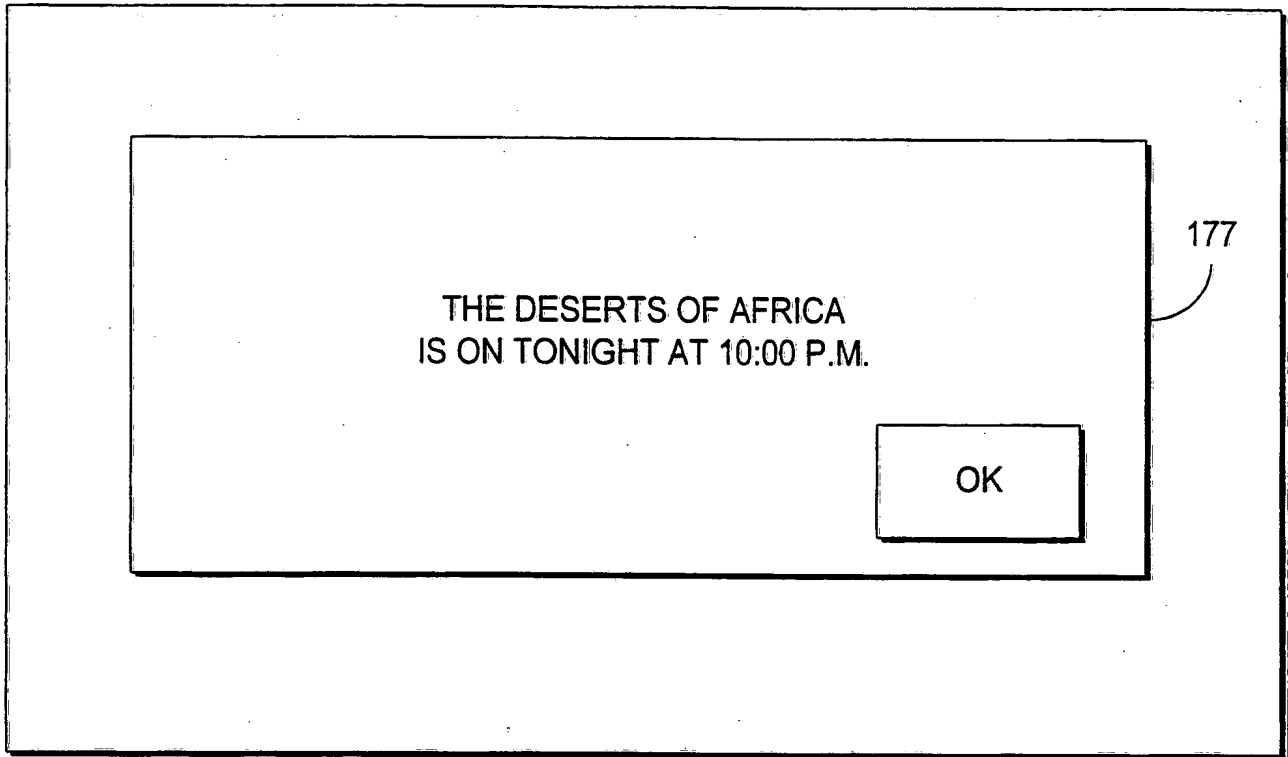 177
THE DESERTS OF AFRICA
IS ON TONIGHT AT 10:00 P.M.
OK